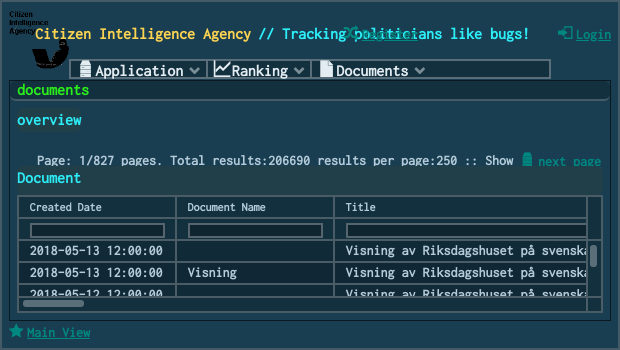 Citizen
Intelligence
Agency
Citizen Intelligence Agency // Tracking politicians like bugs!
Register
Login
Application
Ranking
Documents
documents
overview
Page: 1/827 pages. Total results:206690 results per page:250 :: Show
next page
Document
Created Date Document Name Title
2018-05-13 12:00:00 Visning av Riksdagshuset på svenska
2018-05-13 12:00:00 Visning Visning av Riksdagshuset på svenska
2018-05-12 12:00:00 Visning av Riksdagshuset på svenska
Main View